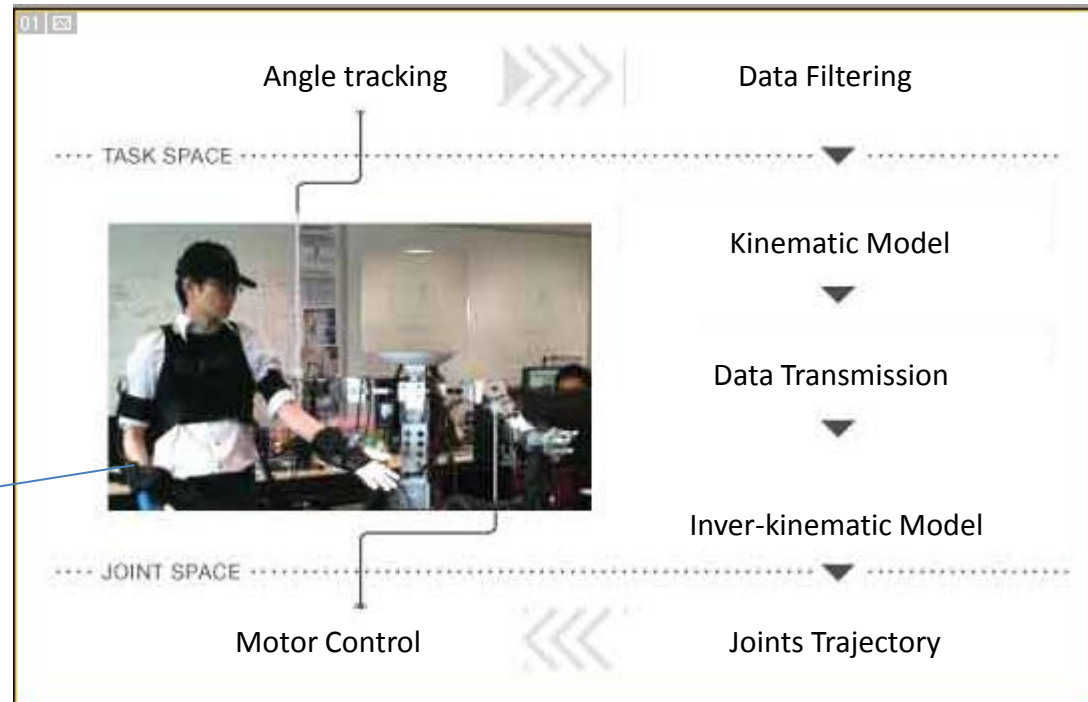 01
Angle tracking
Data Filtering
TASK SPACE
Kinematic Model
Data Transmission
Inver-kinematic Model
JOINT SPACE
Motor Control
Joints Trajectory